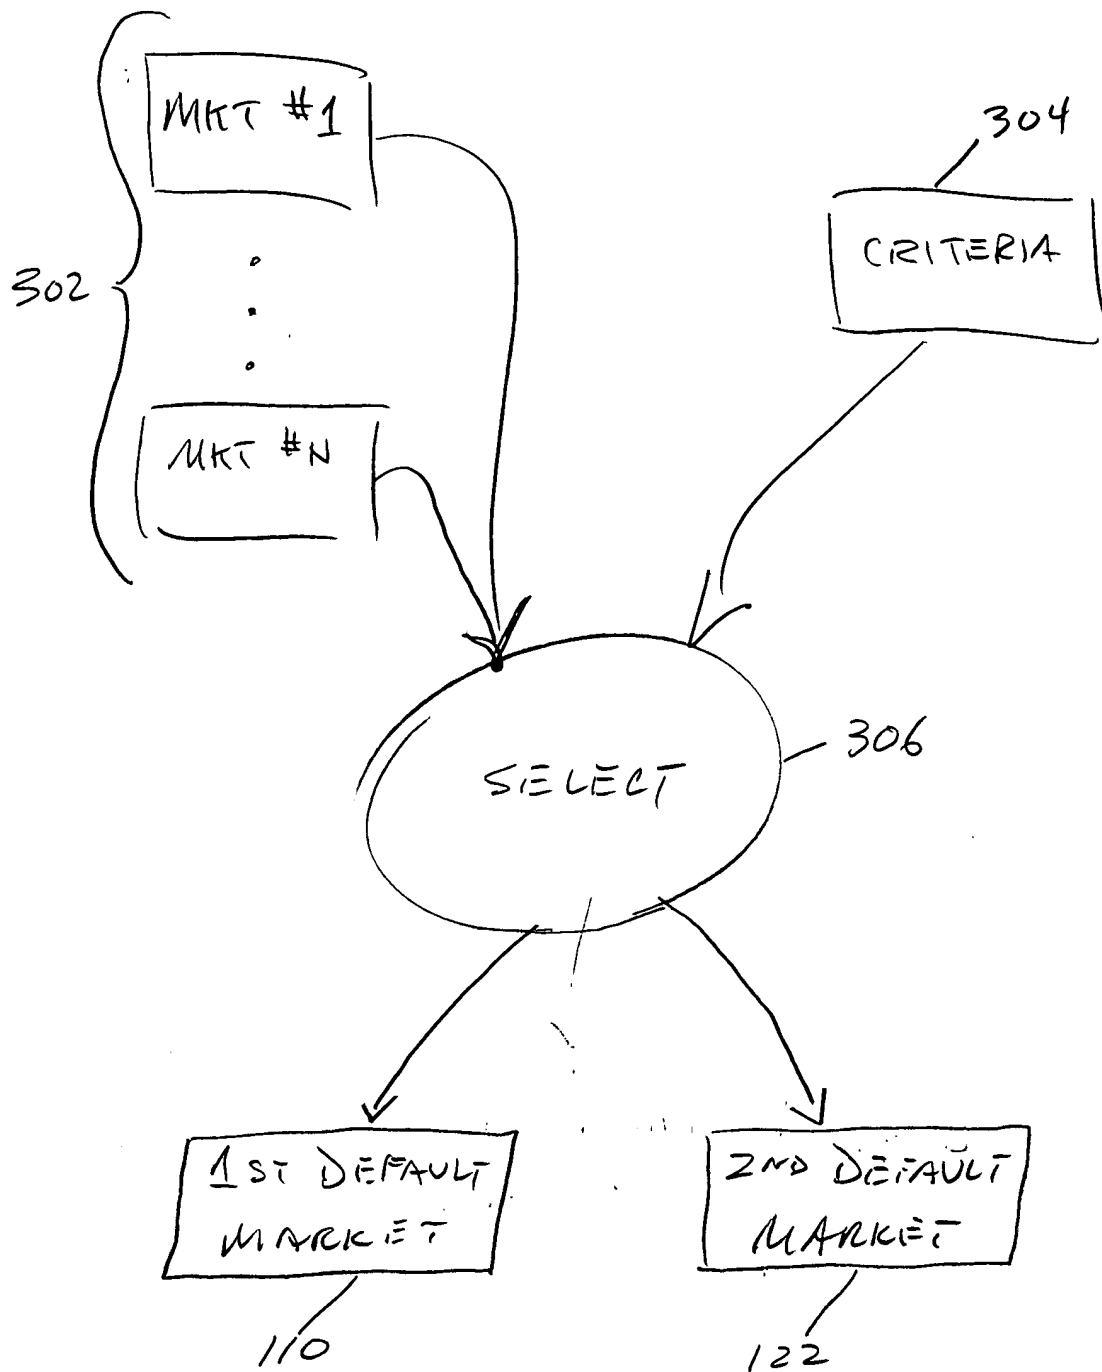 MKT #1
304
CRITERIA
302
MKT #N
306
SELECT
1ST DEFAULT
MARKET
2ND DEFAULT
MARKET
110
122